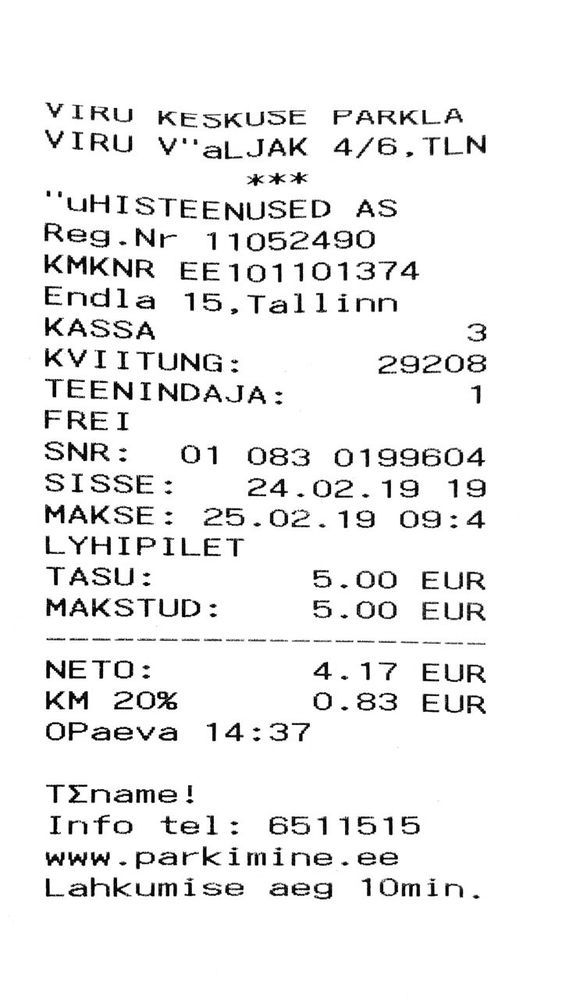 VIRU KESKUSE PARKLA
VIRU V''aLJAK 4/6,TLN
***
''uHISTEENUSED AS
Reg.Nr 11052490
KMKNR EE101101374
Endla 15,Tallinn
KASSA 3
KVIITUNG: 29208
TEENINDAJA: 1
FREI
SNR: 01 083 0199604
SISSE: 24.02.19 19
MAKSE: 25.02.19 09:4
LYHIPILET
TASU: 5.00 EUR
MAKSTUD: 5.00 EUR
--------------------------
NETO: 4.17 EUR
KM 20% 0.83 EUR
0Paeva 14:37
TΣname!
Info tel: 6511515
www.parkimine.ee
Lahkumise aeg 10min.